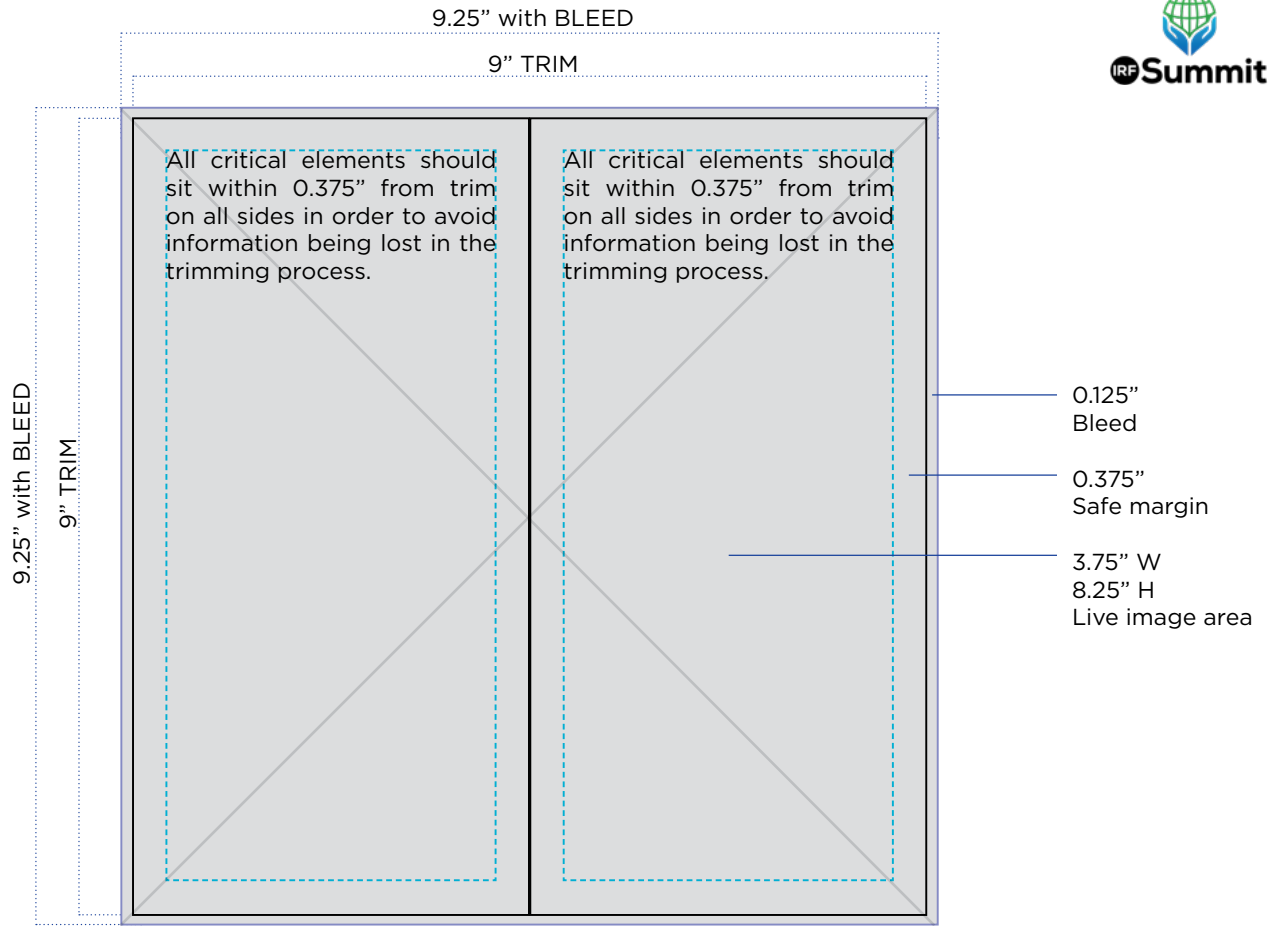 9.25” with BLEED
IRF Summit
9” TRIM
All critical elements should
sit within 0.375” from trim
on all sides in order to avoid
information being lost in the
trimming process.
All critical elements should
sit within 0.375” from trim
on all sides in order to avoid
information being lost in the
trimming process.
9.25” with BLEED
9” TRIM
0.125”
Bleed
0.375”
Safe margin
3.75” W
8.25” H
Live image area